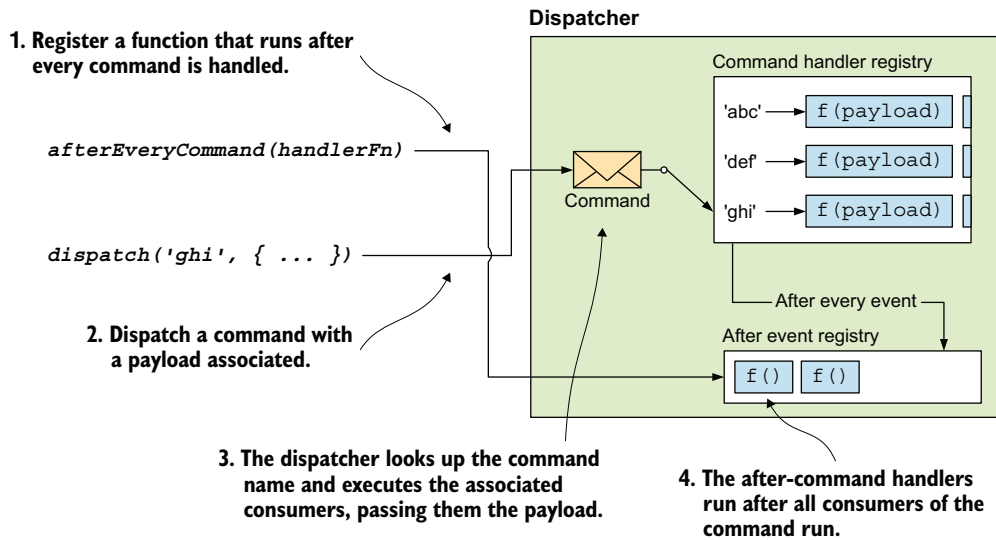 Dispatcher
1. Register a function that runs after
every command is handled.
Command handler registry
'abc'
f(payload)
afterEveryCommand(handlerFn)
'def'
f(payload)
Command
'ghi'
f(payload)
dispatch('ghi', { ... })
After every event
2. Dispatch a command with
a payload associated.
After event registry
f()
f()
3. The dispatcher looks up the command
name and executes the associated
consumers, passing them the payload.
4. The after-command handlers
run after all consumers of the
command run.